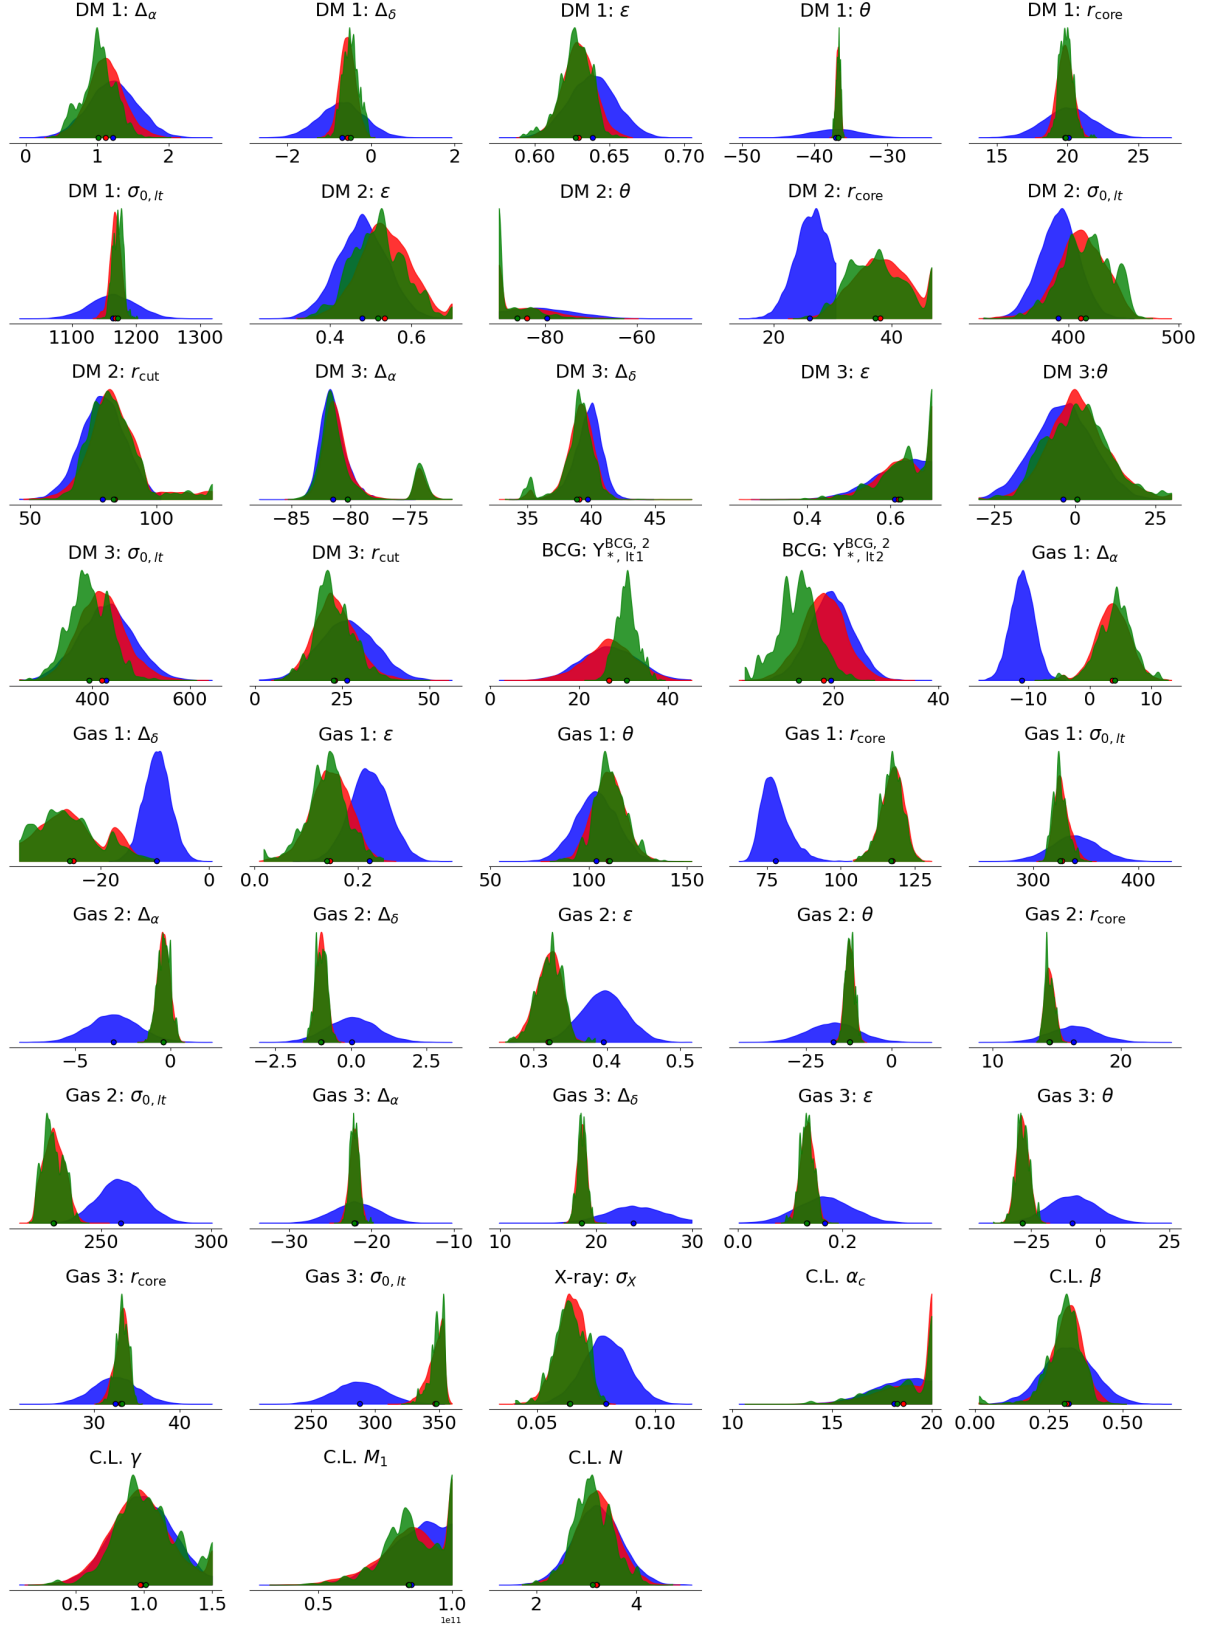 DM 1: Δα DM 1: Δδ DM 1: ε DM 1: θ DM 1: rcore
0 1 2 −2 0 2 0.60 0.65 0.70 −50 −40 −30 15 20 25
DM 1: σ0, lt DM 2: ε DM 2: θ DM 2: rcore DM 2: σ0, lt
1100 1200 1300 0.4 0.6 −80 −60 20 40 400 500
DM 2: rcut DM 3: Δα DM 3: Δδ DM 3: ε DM 3:θ
50 100 −85 −80 −75 35 40 45 0.4 0.6 −25 0 25
DM 3: σ0, lt DM 3: rcut BCG: Υ*, lt1 BCG, 2 BCG: Υ*, lt2 BCG, 2 Gas 1: Δα
400 600 0 25 50 0 20 40 20 40 −10 0 10
Gas 1: Δδ Gas 1: ε Gas 1: θ Gas 1: rcore Gas 1: σ0, lt
−20 0 0.0 0.2 50 100 150 75 100 125 300 400
Gas 2: Δα Gas 2: Δδ Gas 2: ε Gas 2: θ Gas 2: rcore
−5 0 −2.5 0.0 2.5 0.3 0.4 0.5 −25 0 10 20
Gas 2: σ0, lt Gas 3: Δα Gas 3: Δδ Gas 3: ε Gas 3: θ
250 300 −30 −20 −10 10 20 30 0.0 0.2 −25 0 25
Gas 3: rcore Gas 3: σ0, lt X-ray: σX C.L. αc C.L. β
30 40 250 300 350 0.05 0.10 10 15 20 0.00 0.25 0.50
C.L. γ C.L. M1 C.L. N
0.5 1.0 1.5 0.5 1.0 2 4
1e11